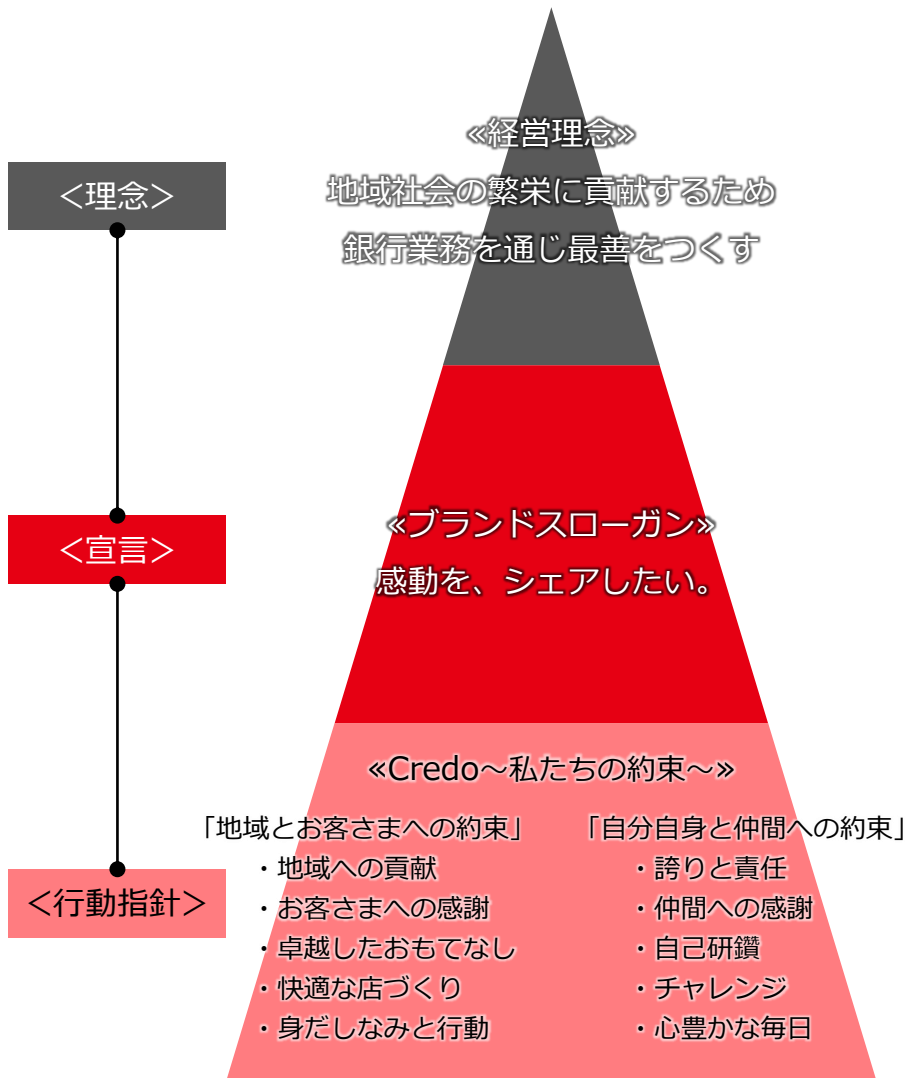 «経営理念»
＜理念＞
地域社会の繁栄に貢献するため
銀行業務を通じ最善をつくす
«ブランドスローガン»
＜宣言＞
感動を、シェアしたい。
«Credo～私たちの約束～»
「地域とお客さまへの約束」
・地域への貢献
・お客さまへの感謝
・卓越したおもてなし
・快適な店づくり
・身だしなみと行動
「自分自身と仲間への約束」
・誇りと責任
・仲間への感謝
・自己研鑽
・チャレンジ
・心豊かな毎日
＜行動指針＞